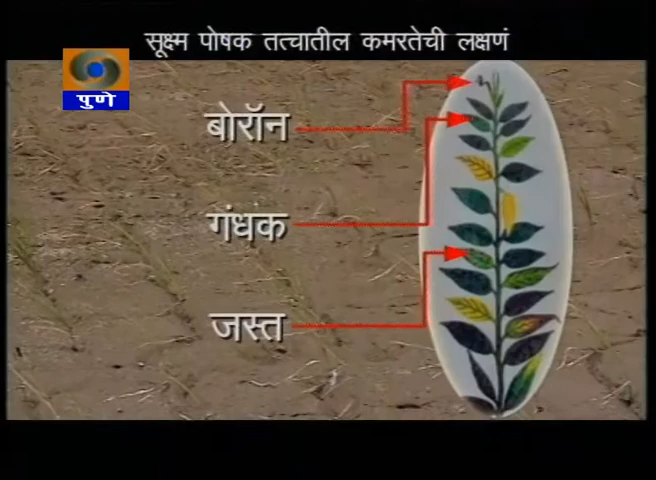 सूक्ष्म पोषक तत्चातील कमरतेची लक्षणं
पुणे
बोरॉन
गंधक
जस्त